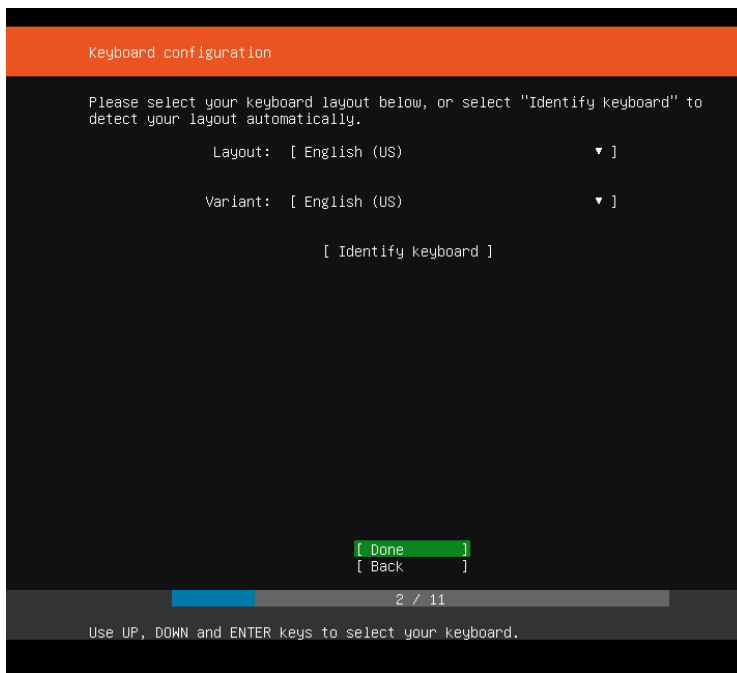 Keyboard configuration
Please select your keyboard layout below, or select "Identify keyboard" to
detect your layout automatically.
Layout: [ English (US) ▾ ]
Variant: [ English (US) ▾ ]
[ Identify keyboard ]
[ Done ]
[ Back ]
2 / 11
Use UP, DOWN and ENTER keys to select your keyboard.